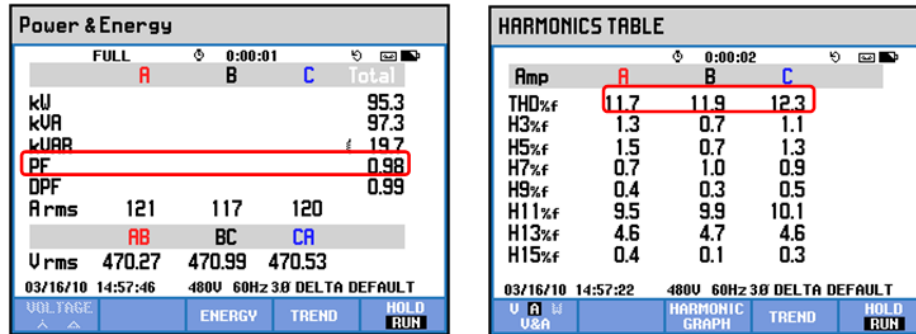 Power & Energy
FULL 0:00:01
A B C Total
kW 95.3
kVA 97.3
kVAR 19.7
PF 0.98
DPF 0.99
A rms 121 117 120
AB BC CA
V rms 470.27 470.99 470.53
03/16/10 14:57:46 480V 60Hz 3Ø DELTA DEFAULT
VOLTAGE ENERGY TREND HOLD
RUN
HARMONICS TABLE
0:00:02
Amp A B C
THD%f 11.7 11.9 12.3
H3%f 1.3 0.7 1.1
H5%f 1.5 0.7 1.3
H7%f 0.7 1.0 0.9
H9%f 0.4 0.3 0.5
H11%f 9.5 9.9 10.1
H13%f 4.6 4.7 4.6
H15%f 0.4 0.1 0.3
03/16/10 14:57:22 480V 60Hz 3Ø DELTA DEFAULT
V A W HARMONIC TREND HOLD
V&A GRAPH RUN